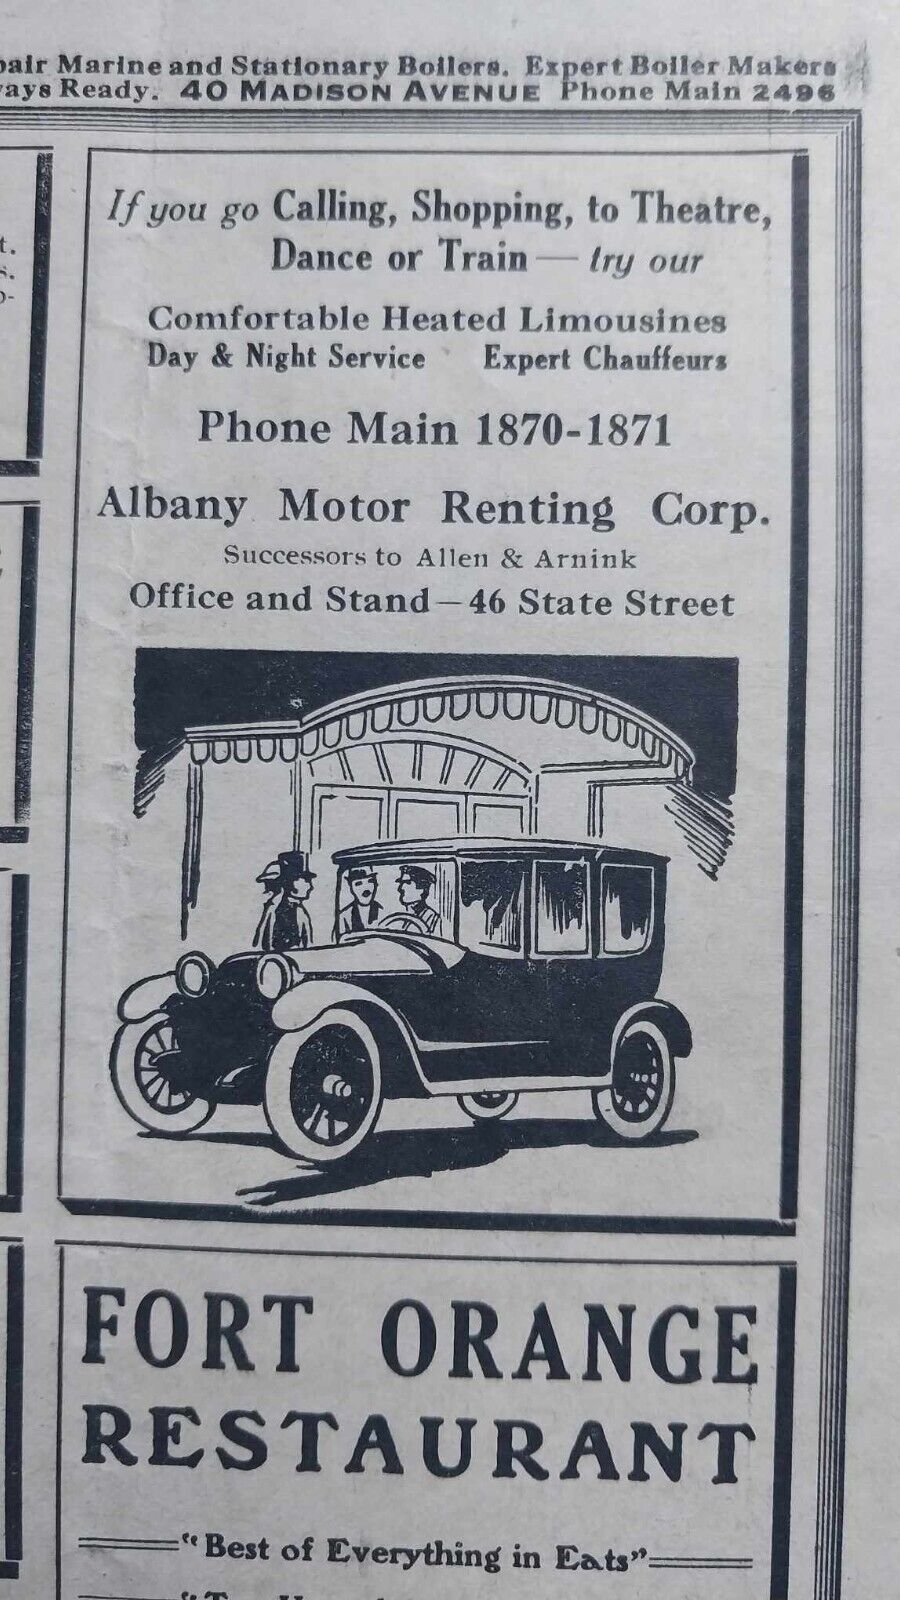 Marine and Stationary Boilers. Expert Boiler Makers
Ready. 40 MADISON AVENUE Phone Main 2496
If you go Calling, Shopping, to Theatre,
Dance or Train — try our
Comfortable Heated Limousines
Day & Night Service Expert Chauffeurs
Phone Main 1870-1871
Albany Motor Renting Corp.
Successors to Allen & Arnink
Office and Stand — 46 State Street
FORT ORANGE
RESTAURANT
"Best of Everything in Eats"